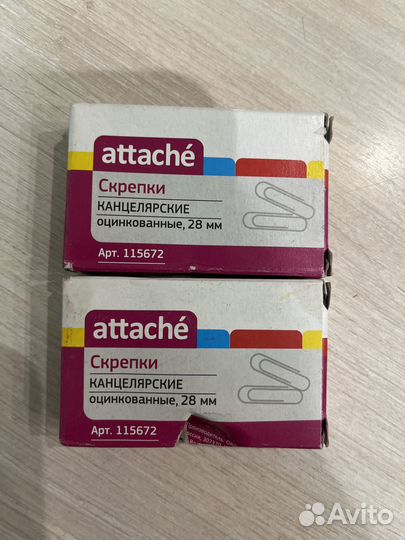 attaché
Скрепки
КАНЦЕЛЯРСКИЕ
оцинкованные, 28 мм
Арт. 115672
attaché
Скрепки
КАНЦЕЛЯРСКИЕ
оцинкованные, 28 мм
Арт. 115672
Avito